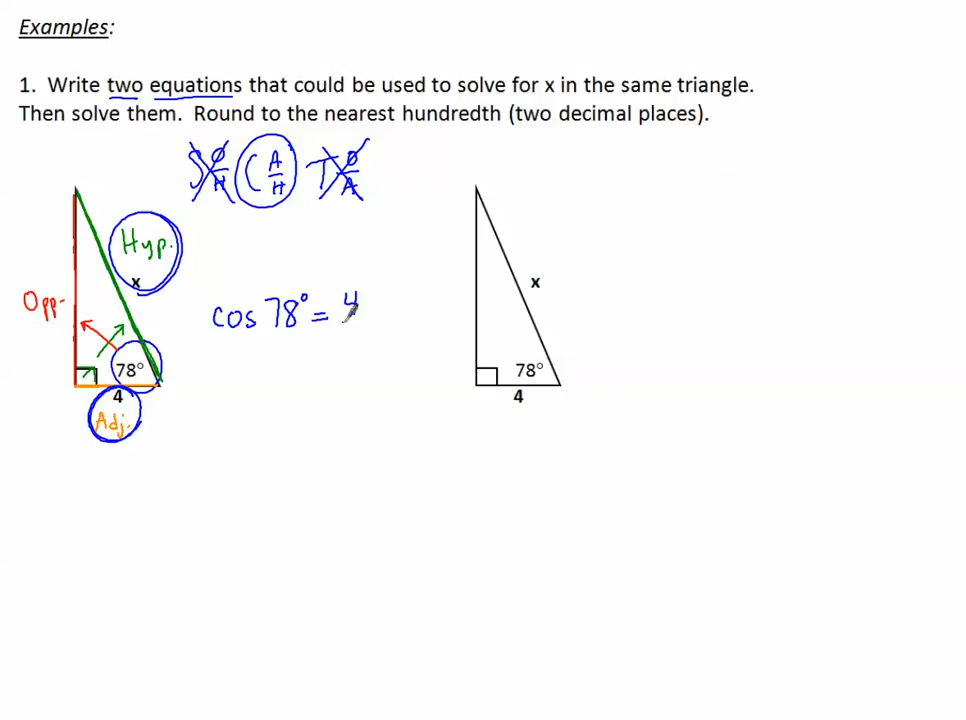 Examples:
1. Write two equations that could be used to solve for x in the same triangle.
Then solve them. Round to the nearest hundredth (two decimal places).
S O/H C A/H T O/A
Hyp.
x
Opp.
cos 78° = 4
78°
4
Adj.
x
78°
4